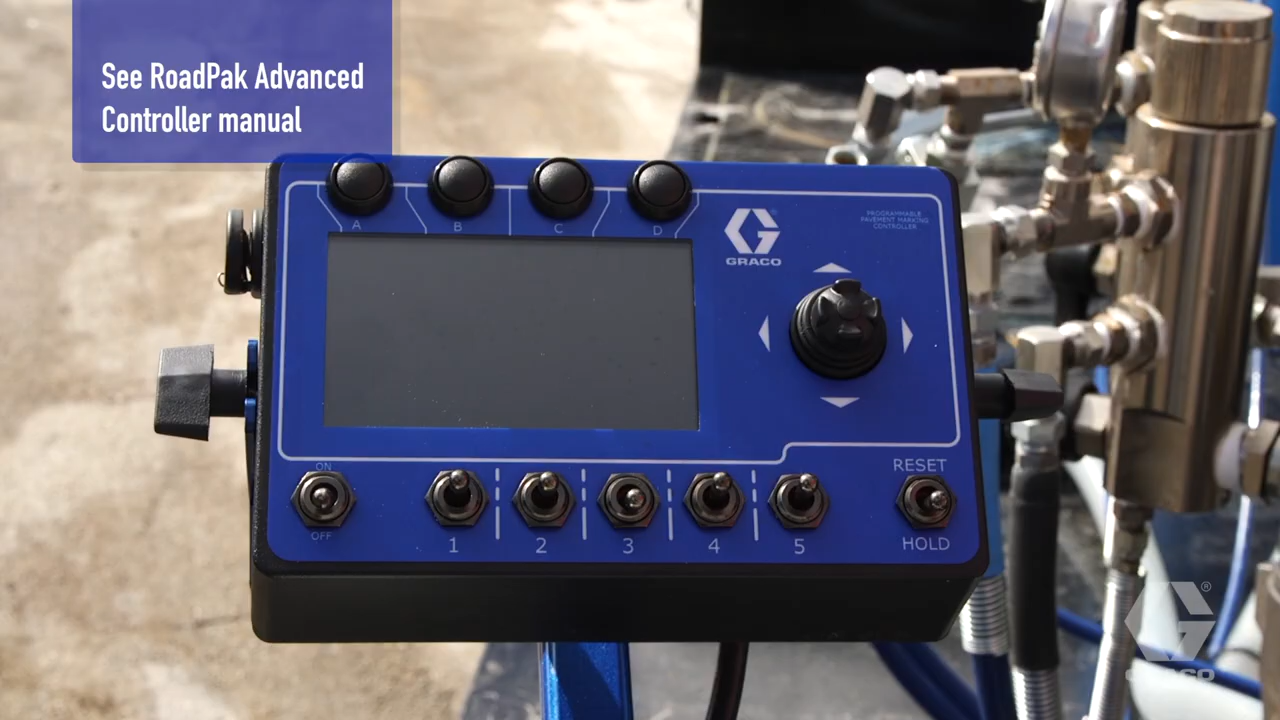 See RoadPak Advanced
Controller manual
A B C D
GRACO
PROGRAMMABLE
PAVEMENT MARKING
CONTROLLER
ON
OFF
1 2 3 4 5
RESET
HOLD
GRACO
®